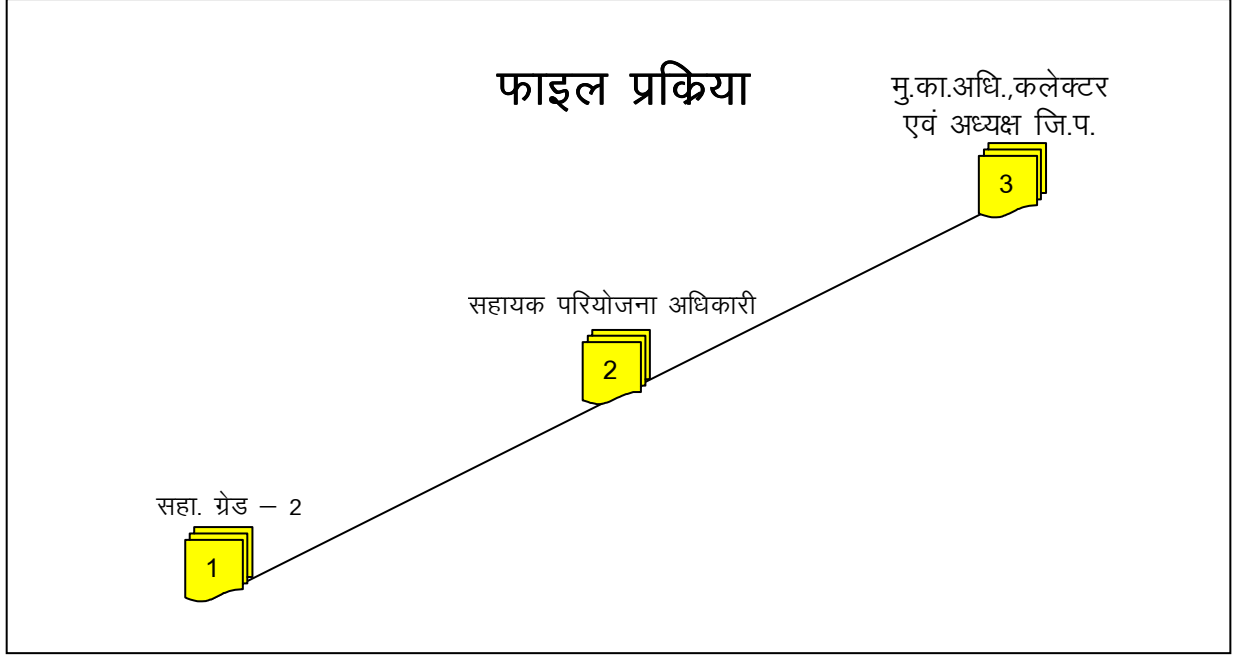 फाइल प्रक्रिया
मु.का.अधि.,कलेक्टर
एवं अध्यक्ष जि.प.
3
सहायक परियोजना अधिकारी
2
सहा. ग्रेड – 2
1